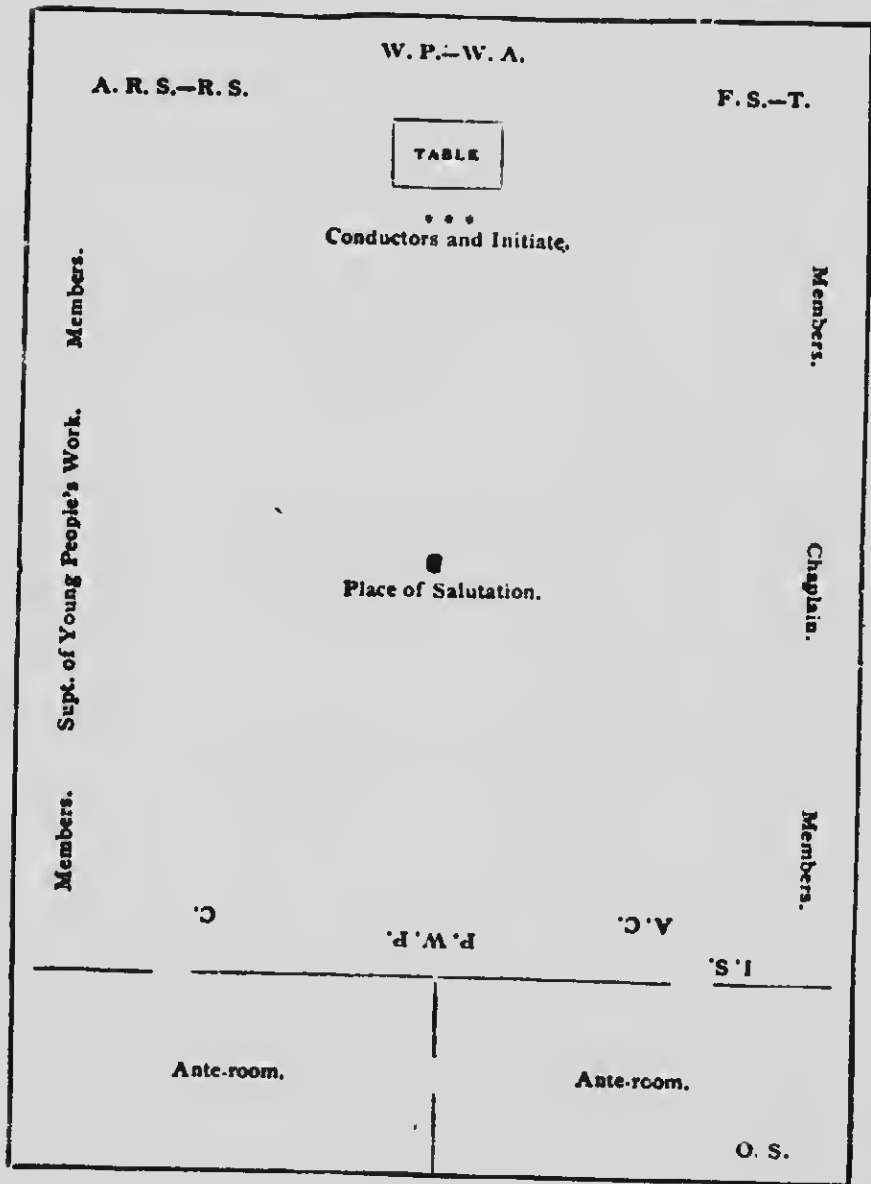 W. P.—W. A.
A. R. S.—R. S.
F. S.—T.
TABLE
* * *
Conductors and Initiate.
Members.
Members.
Supt. of Young People's Work.
Chaplain.
Place of Salutation.
Members.
Members.
C.
P. W. P.
A. C.
I. S.
Ante-room.
Ante-room.
O. S.